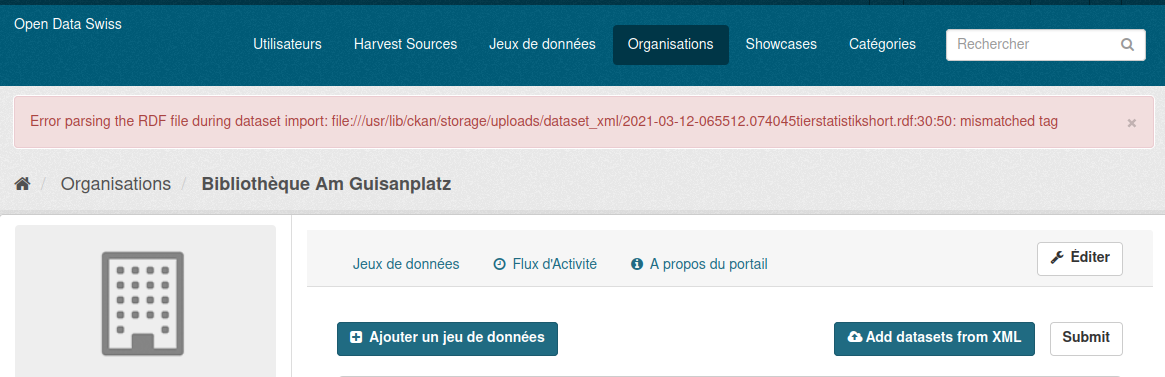 Open Data Swiss
Utilisateurs Harvest Sources Jeux de données Organisations Showcases Catégories Rechercher
Error parsing the RDF file during dataset import: file:///usr/lib/ckan/storage/uploads/dataset_xml/2021-03-12-065512.074045tierstatistikshort.rdf:30:50: mismatched tag ×
/ Organisations / Bibliothèque Am Guisanplatz
Jeux de données Flux d'Activité A propos du portail Éditer
Ajouter un jeu de données Add datasets from XML Submit